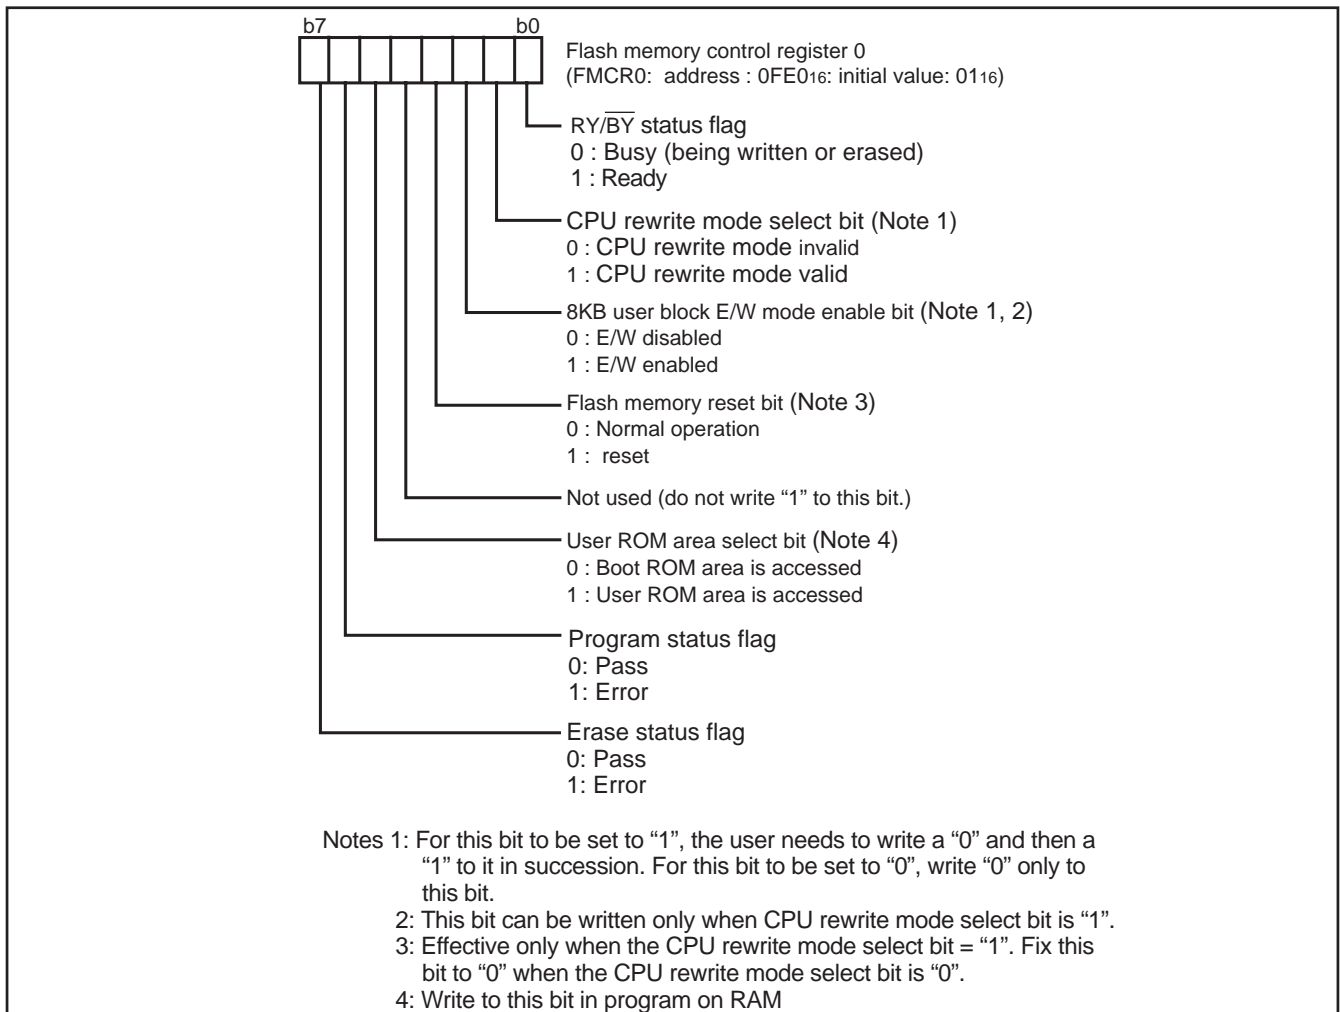 b7 b0
Flash memory control register 0
(FMCR0: address : 0FE016: initial value: 0116)
RY/BY status flag
0 : Busy (being written or erased)
1 : Ready
CPU rewrite mode select bit (Note 1)
0 : CPU rewrite mode invalid
1 : CPU rewrite mode valid
8KB user block E/W mode enable bit (Note 1, 2)
0 : E/W disabled
1 : E/W enabled
Flash memory reset bit (Note 3)
0 : Normal operation
1 : reset
Not used (do not write “1” to this bit.)
User ROM area select bit (Note 4)
0 : Boot ROM area is accessed
1 : User ROM area is accessed
Program status flag
0: Pass
1: Error
Erase status flag
0: Pass
1: Error
Notes 1: For this bit to be set to “1”, the user needs to write a “0” and then a
“1” to it in succession. For this bit to be set to “0”, write “0” only to
this bit.
2: This bit can be written only when CPU rewrite mode select bit is “1”.
3: Effective only when the CPU rewrite mode select bit = “1”. Fix this
bit to “0” when the CPU rewrite mode select bit is “0”.
4: Write to this bit in program on RAM